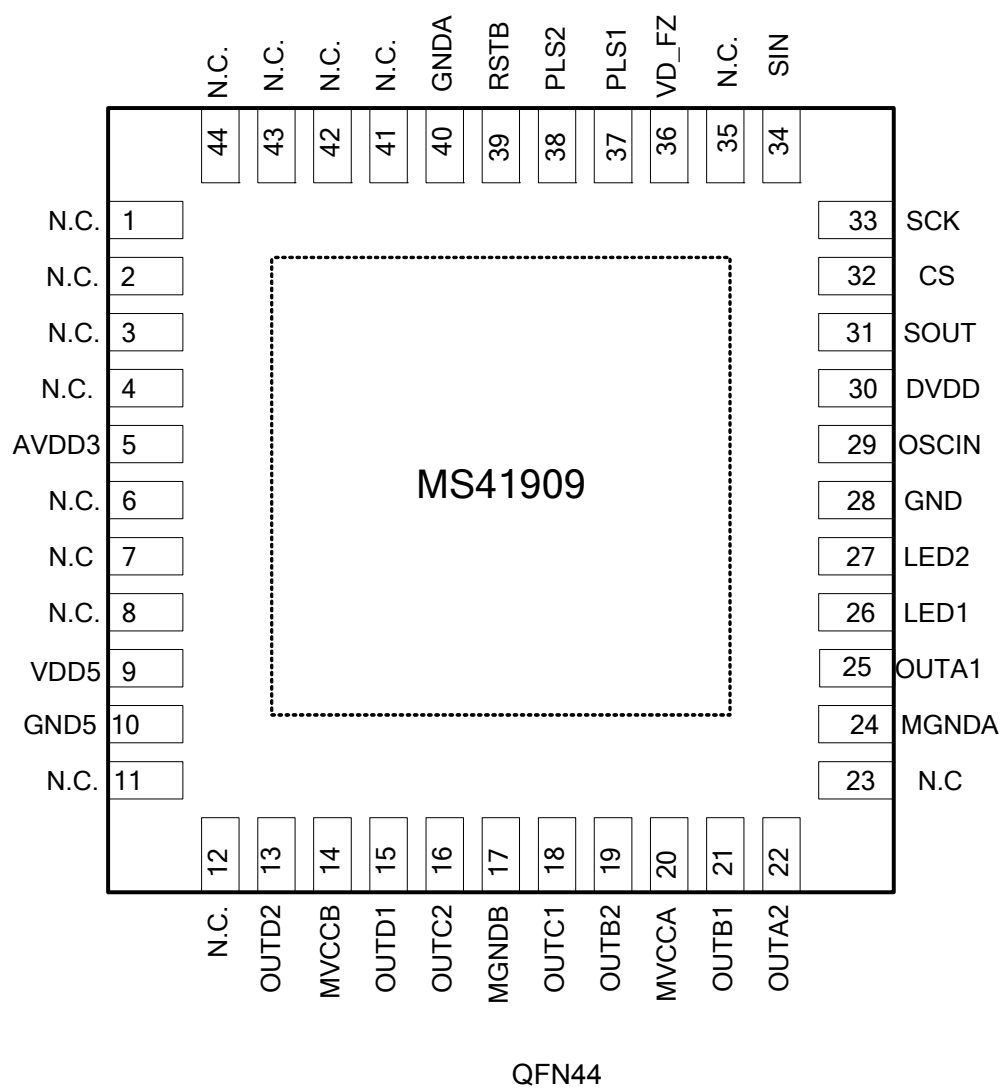 N.C. N.C. N.C. N.C. GNDA RSTB PLS2 PLS1 VD_FZ N.C. SIN
44 43 42 41 40 39 38 37 36 35 34
N.C. 1 33 SCK
N.C. 2 32 CS
N.C. 3 31 SOUT
N.C. 4 30 DVDD
AVDD3 5 29 OSCIN
MS41909
N.C. 6 28 GND
N.C 7 27 LED2
N.C. 8 26 LED1
VDD5 9 25 OUTA1
GND5 10 24 MGNDA
N.C. 11 23 N.C
12 13 14 15 16 17 18 19 20 21 22
N.C. OUTD2 MVCCB OUTD1 OUTC2 MGNDB OUTC1 OUTB2 MVCCA OUTB1 OUTA2
QFN44